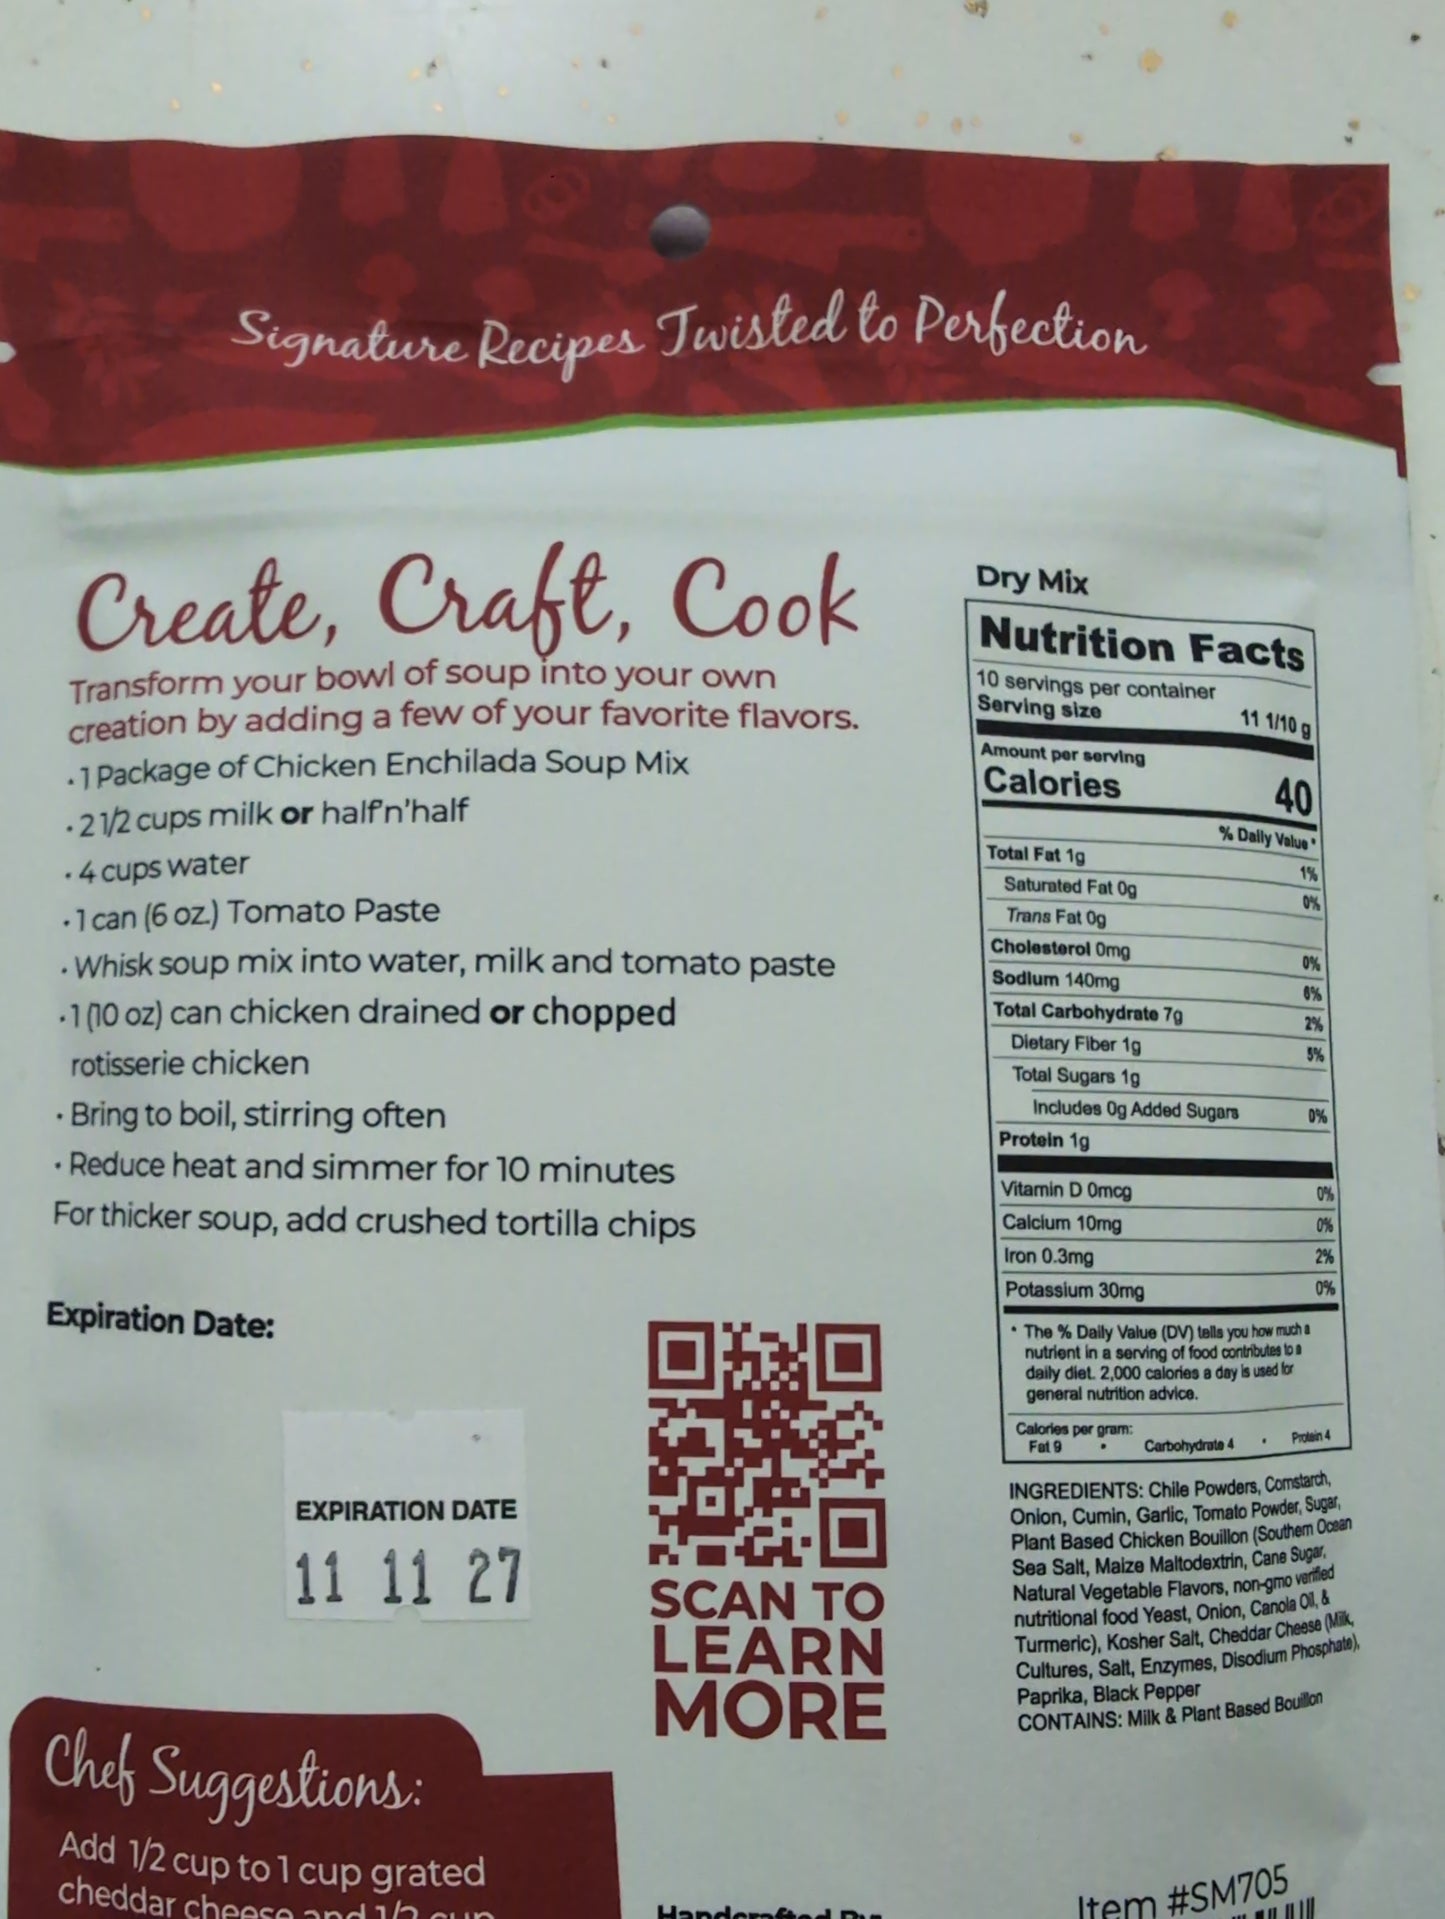 Signature Recipes Twisted to Perfection
Create, Craft, Cook
Transform your bowl of soup into your own
creation by adding a few of your favorite flavors.
• 1 Package of Chicken Enchilada Soup Mix
• 2 1/2 cups milk or half'n'half
• 4 cups water
• 1 can (6 oz.) Tomato Paste
• Whisk soup mix into water, milk and tomato paste
• 1 (10 oz) can chicken drained or chopped
rotisserie chicken
• Bring to boil, stirring often
• Reduce heat and simmer for 10 minutes
For thicker soup, add crushed tortilla chips
Expiration Date:
EXPIRATION DATE
11 11 27
SCAN TO
LEARN
MORE
Chef Suggestions:
Add 1/2 cup to 1 cup grated
cheddar cheese and 1/2 cup
Dry Mix
Nutrition Facts
10 servings per container
Serving size 11 1/10 g
Amount per serving
Calories 40
% Daily Value *
Total Fat 1g 1%
Saturated Fat 0g 0%
Trans Fat 0g
Cholesterol 0mg 0%
Sodium 140mg 6%
Total Carbohydrate 7g 2%
Dietary Fiber 1g 5%
Total Sugars 1g
Includes 0g Added Sugars 0%
Protein 1g
Vitamin D 0mcg 0%
Calcium 10mg 0%
Iron 0.3mg 2%
Potassium 30mg 0%
* The % Daily Value (DV) tells you how much a
nutrient in a serving of food contributes to a
daily diet. 2,000 calories a day is used for
general nutrition advice.
Calories per gram:
Fat 9 • Carbohydrate 4 • Protein 4
INGREDIENTS: Chile Powders, Cornstarch,
Onion, Cumin, Garlic, Tomato Powder, Sugar,
Plant Based Chicken Bouillon (Southern Ocean
Sea Salt, Maize Maltodextrin, Cane Sugar,
Natural Vegetable Flavors, non-gmo verified
nutritional food Yeast, Onion, Canola Oil, &
Turmeric), Kosher Salt, Cheddar Cheese (Milk,
Cultures, Salt, Enzymes, Disodium Phosphate),
Paprika, Black Pepper
CONTAINS: Milk & Plant Based Bouillon
Handcrafted By:
Item #SM705